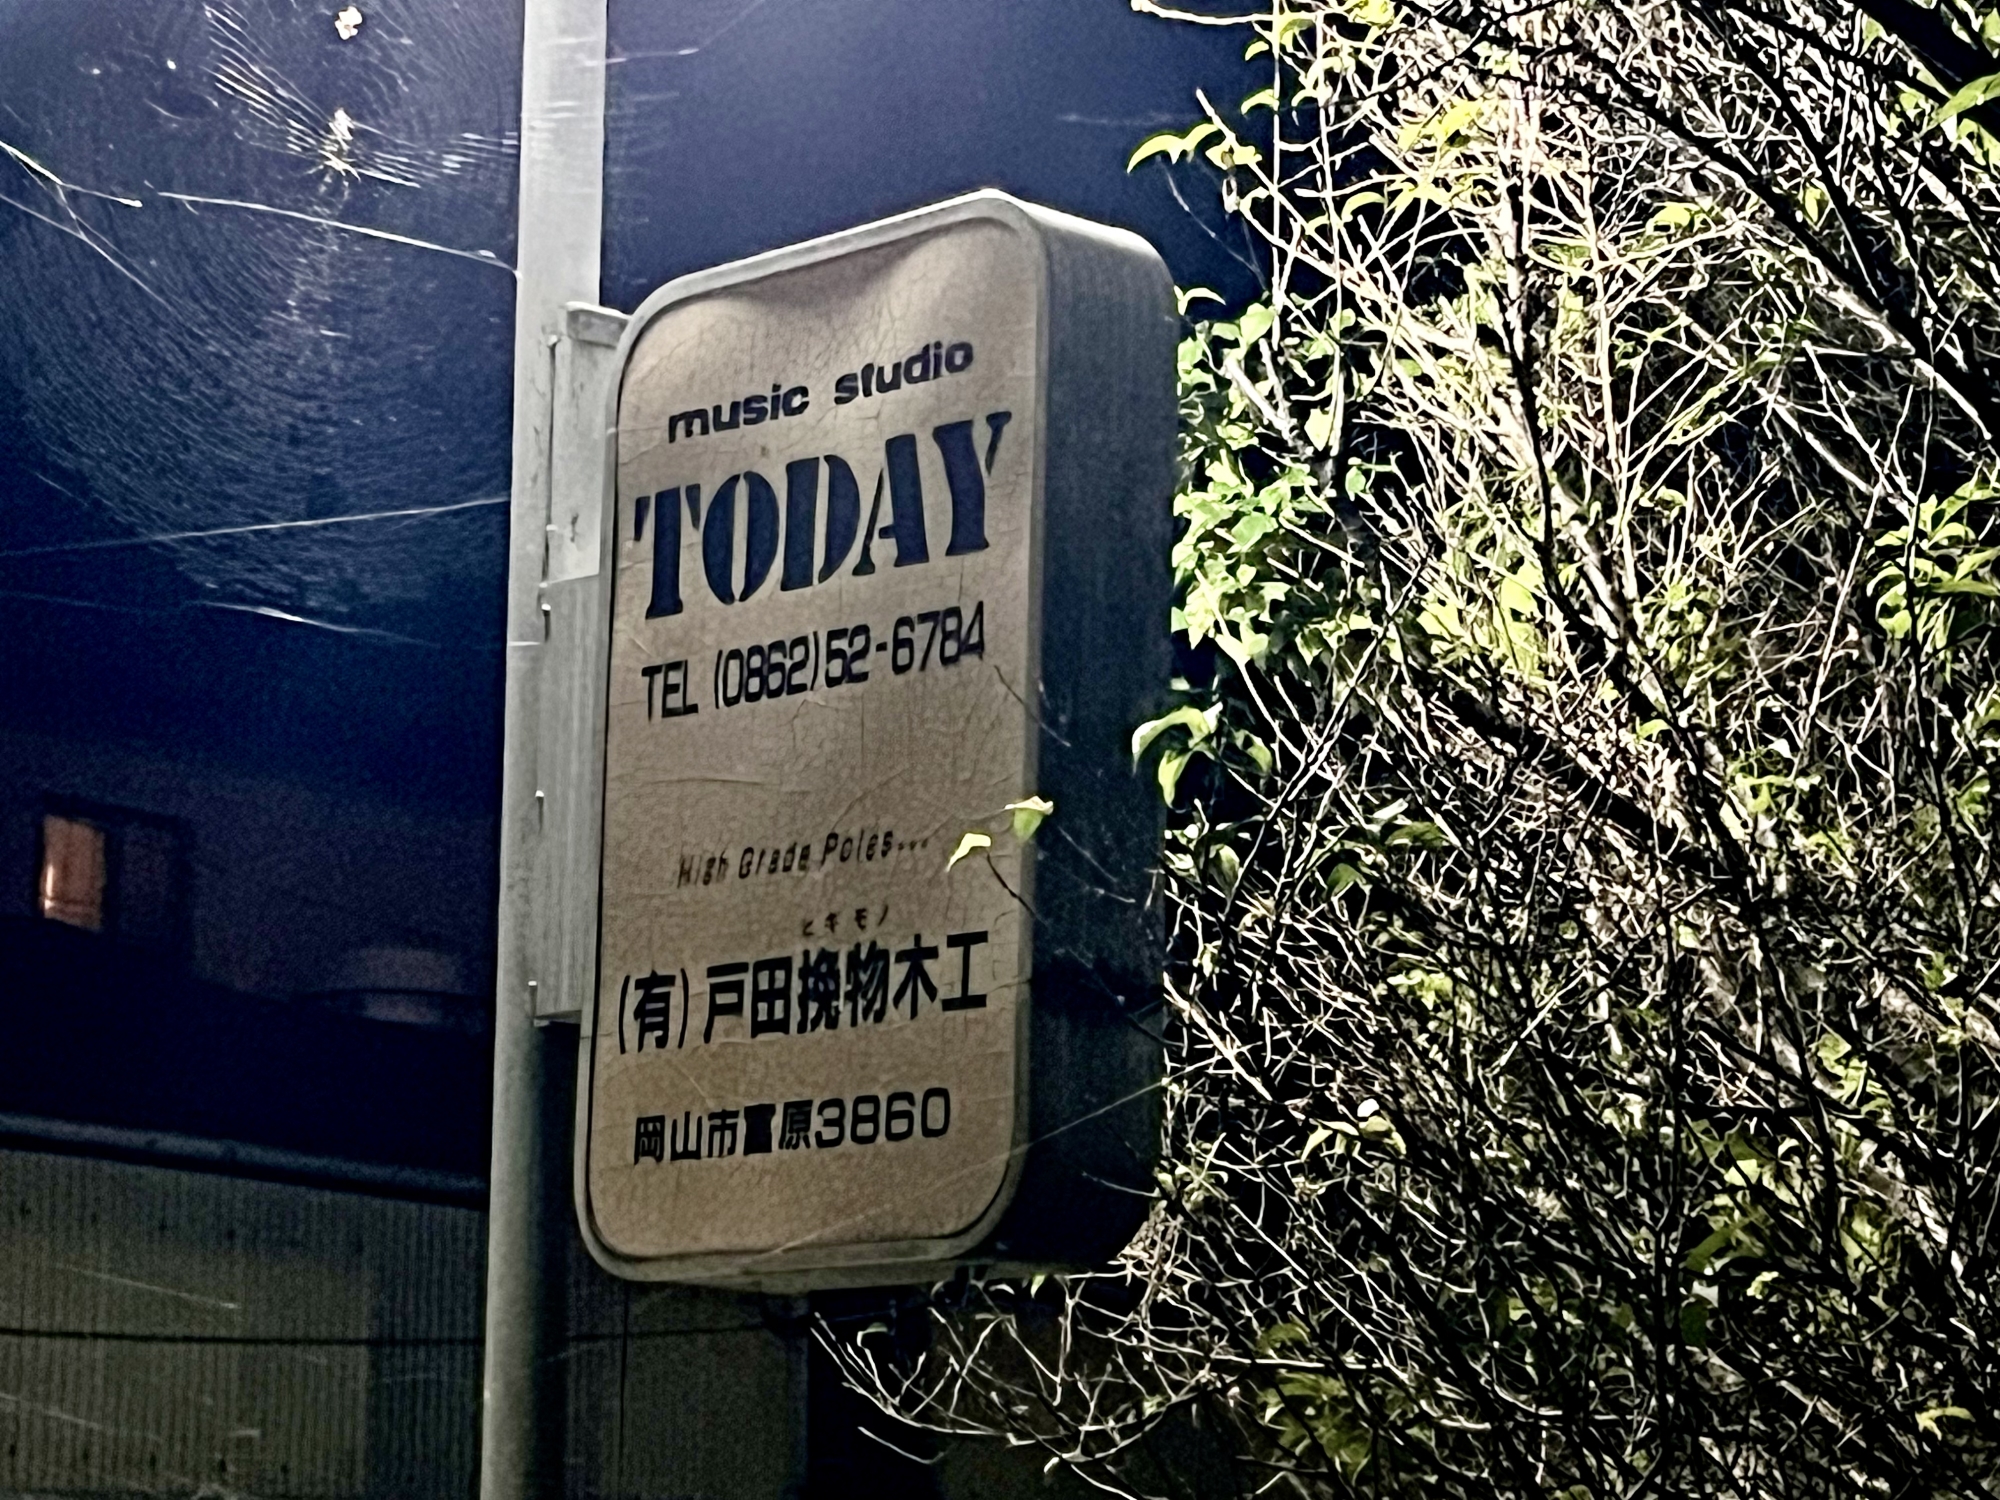 music studio
TODAY
TEL (0862)52-6784
High Grade Poles...
ヒキモノ
(有)戸田挽物木工
岡山市富原3860